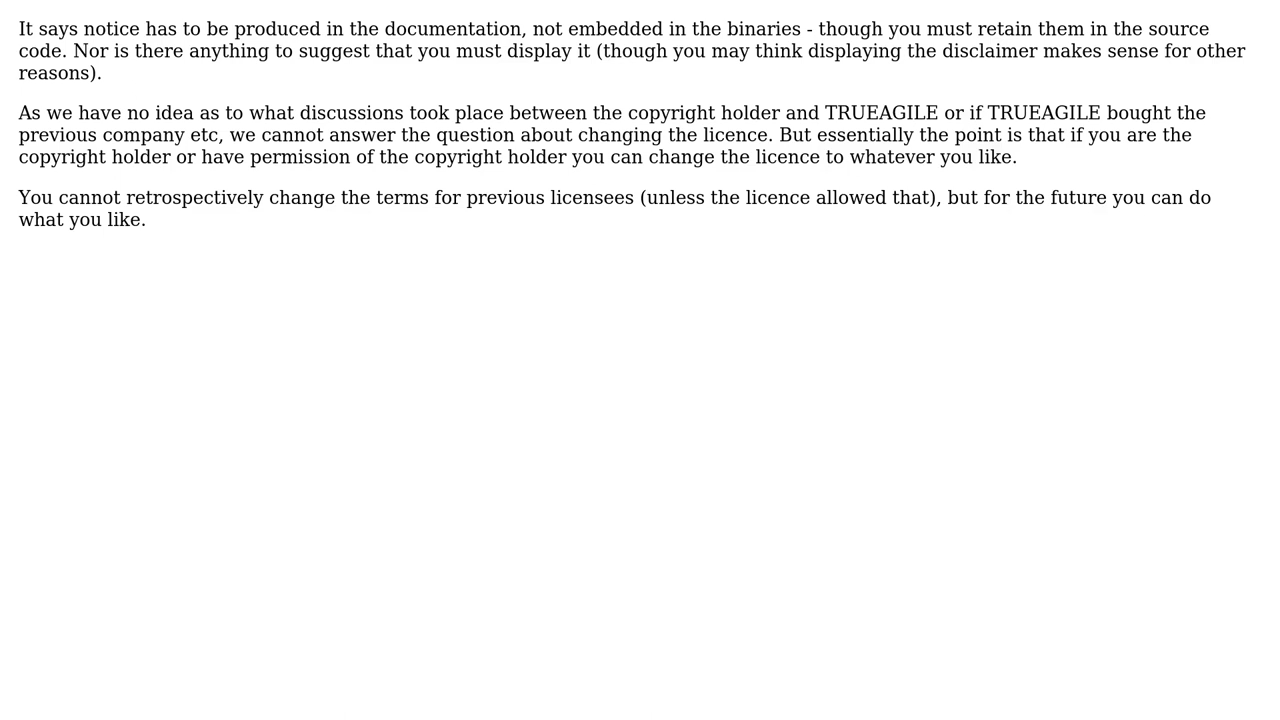 It says notice has to be produced in the documentation, not embedded in the binaries - though you must retain them in the source
code. Nor is there anything to suggest that you must display it (though you may think displaying the disclaimer makes sense for other
reasons).
As we have no idea as to what discussions took place between the copyright holder and TRUEAGILE or if TRUEAGILE bought the
previous company etc, we cannot answer the question about changing the licence. But essentially the point is that if you are the
copyright holder or have permission of the copyright holder you can change the licence to whatever you like.
You cannot retrospectively change the terms for previous licensees (unless the licence allowed that), but for the future you can do
what you like.